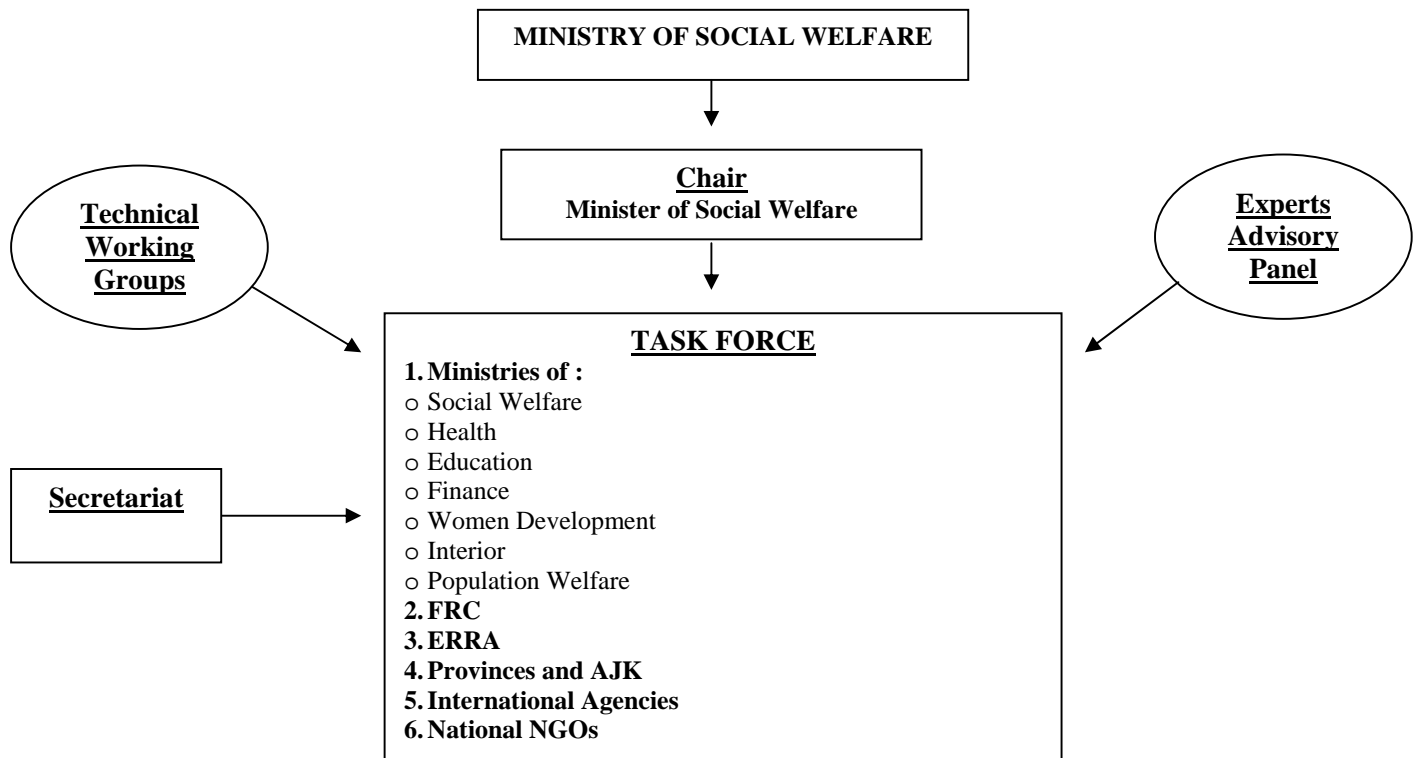 MINISTRY OF SOCIAL WELFARE
Chair
Minister of Social Welfare
Technical
Working
Groups
Experts
Advisory
Panel
TASK FORCE
1. Ministries of :
o Social Welfare
o Health
o Education
o Finance
o Women Development
o Interior
o Population Welfare
2. FRC
3. ERRA
4. Provinces and AJK
5. International Agencies
6. National NGOs
Secretariat